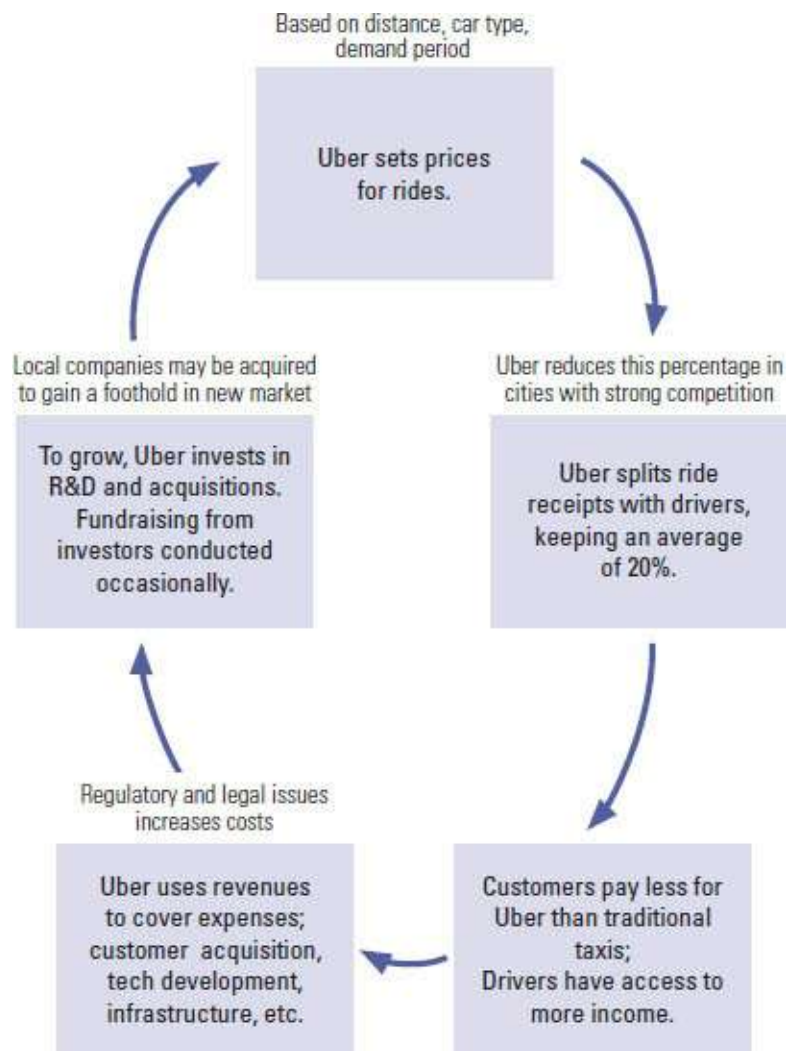 Based on distance, car type,
demand period
Uber sets prices
for rides.
Uber reduces this percentage in
cities with strong competition
Uber splits ride
receipts with drivers,
keeping an average
of 20%.
Customers pay less for
Uber than traditional
taxis;
Drivers have access to
more income.
Regulatory and legal issues
increases costs
Uber uses revenues
to cover expenses;
customer acquisition,
tech development,
infrastructure, etc.
Local companies may be acquired
to gain a foothold in new market
To grow, Uber invests in
R&D and acquisitions.
Fundraising from
investors conducted
occasionally.